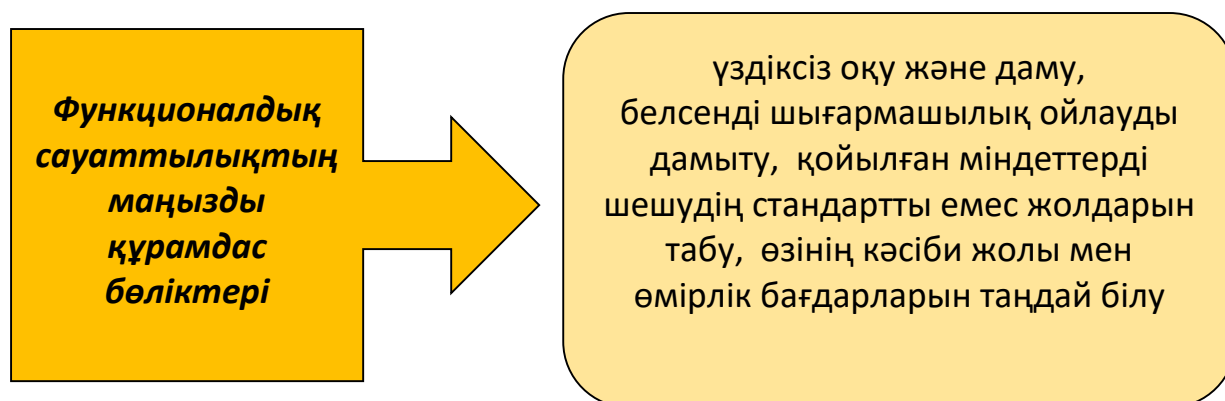 Функционалдық
сауаттылықтың
маңызды
құрамдас
бөліктері
үздіксіз оқу және даму,
белсенді шығармашылық ойлауды
дамыту, қойылған міндеттерді
шешудің стандартты емес жолдарын
табу, өзінің кәсіби жолы мен
өмірлік бағдарларын таңдай білу